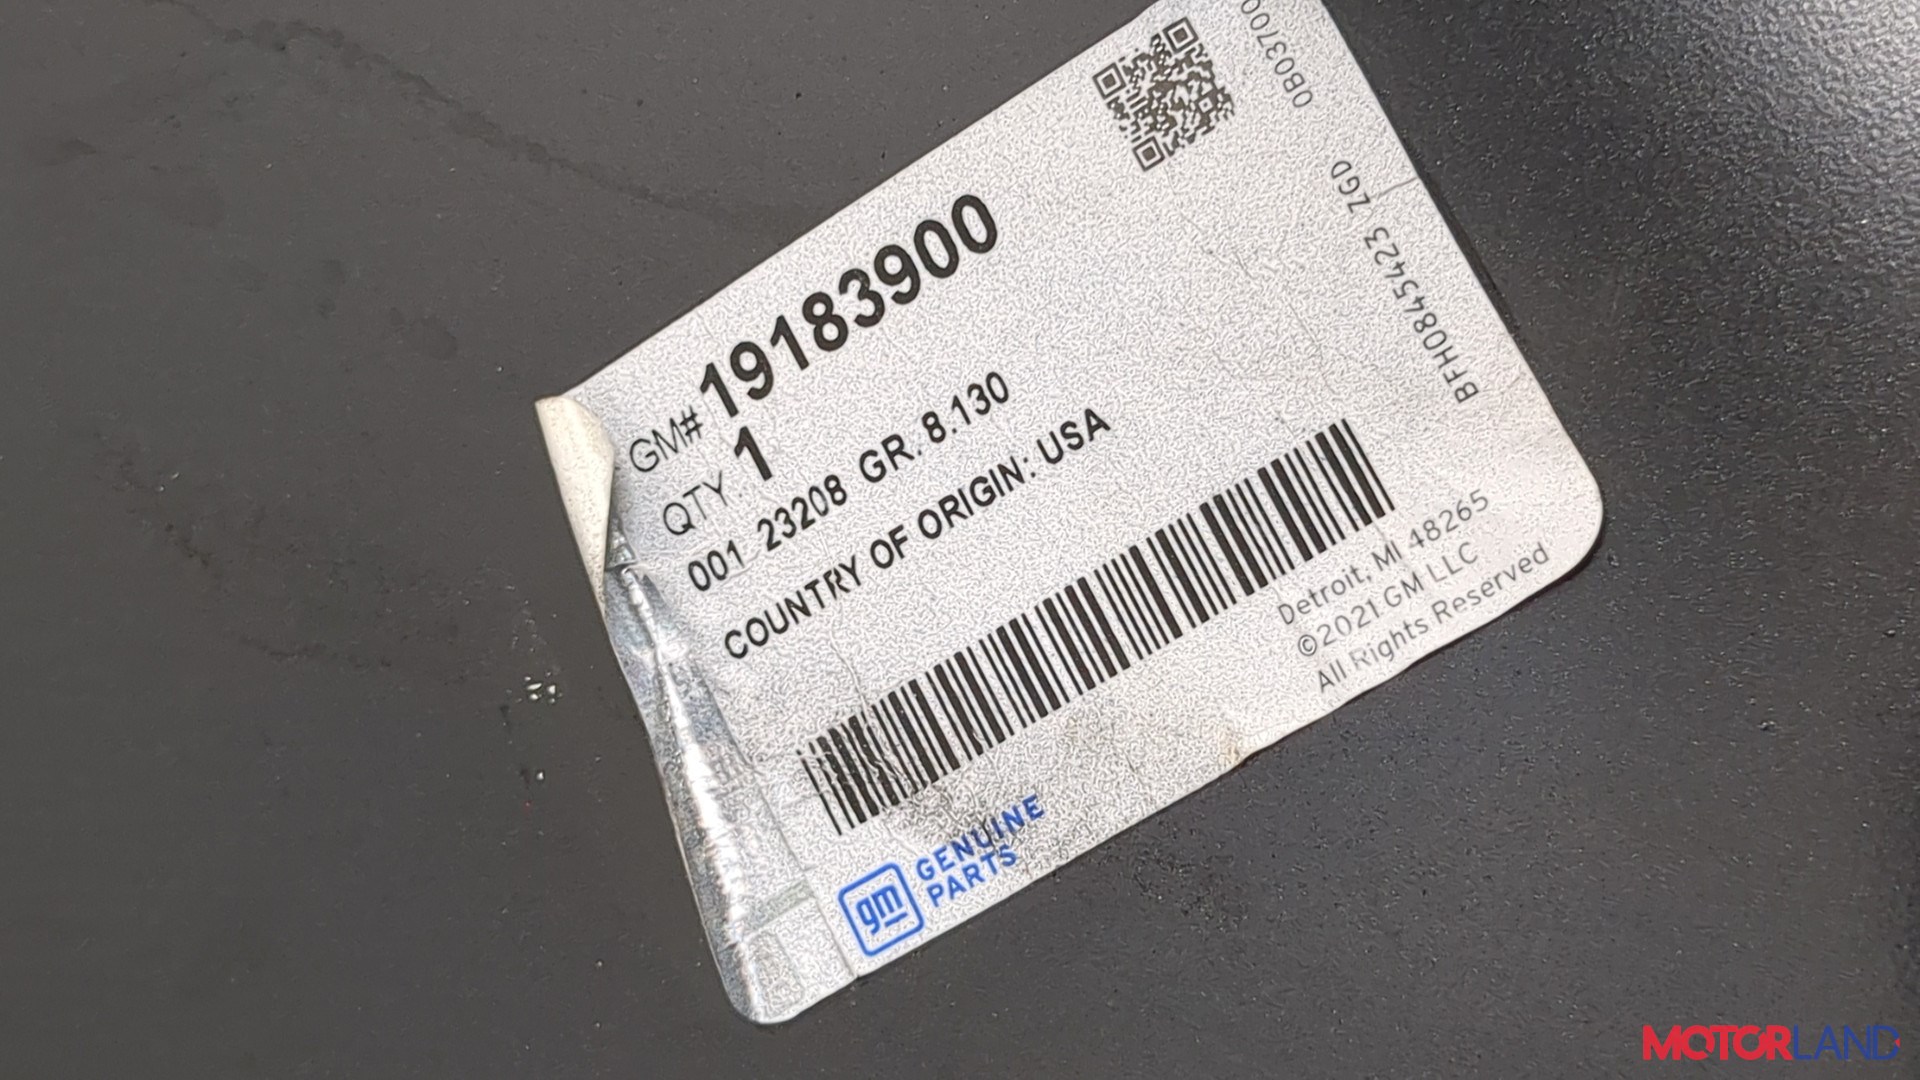 GM# 19183900
QTY. 1
001 23208 GR. 8.130
COUNTRY OF ORIGIN: USA
BFH0845423 ZGD
Detroit, MI 48265
©2021 GM LLC
All Rights Reserved
gm GENUINE
PARTS
MOTORLAND